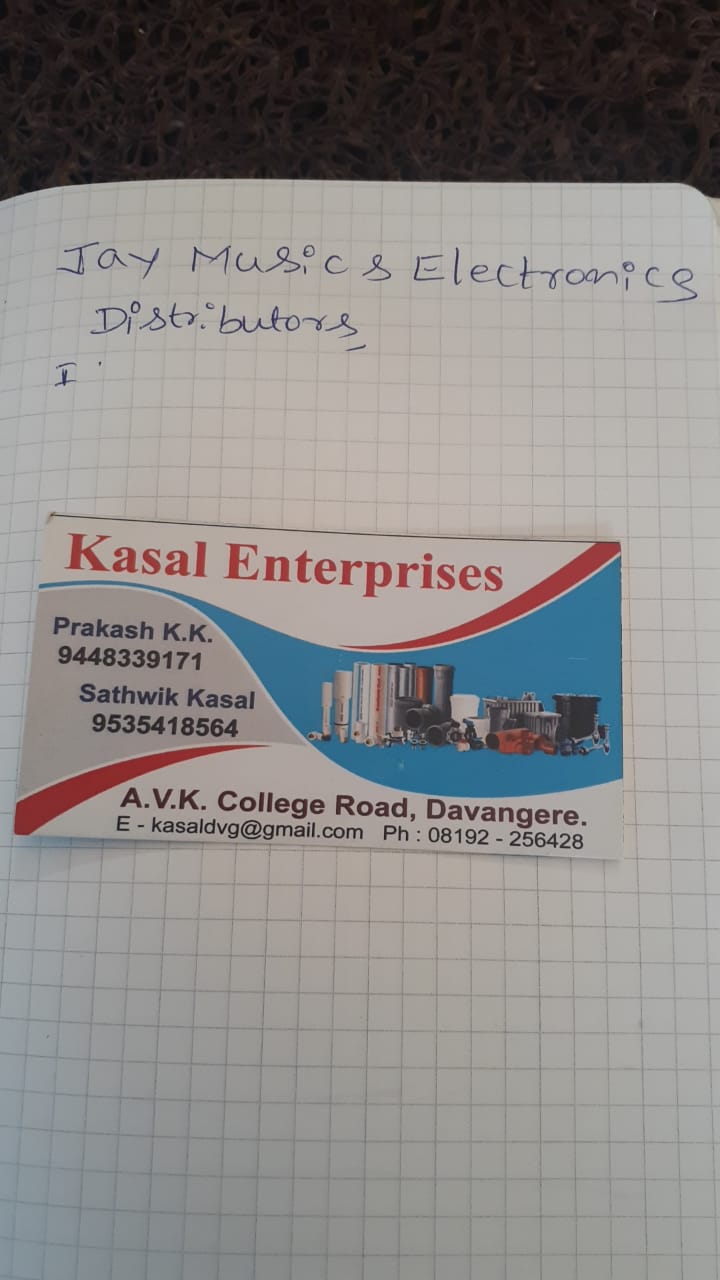 Jay Musics Electronics
Distributors
I
Kasal Enterprises
Prakash K.K.
9448339171
Sathwik Kasal
9535418564
A.V.K. College Road, Davangere.
E - kasaldvg@gmail.com Ph : 08192 - 256428